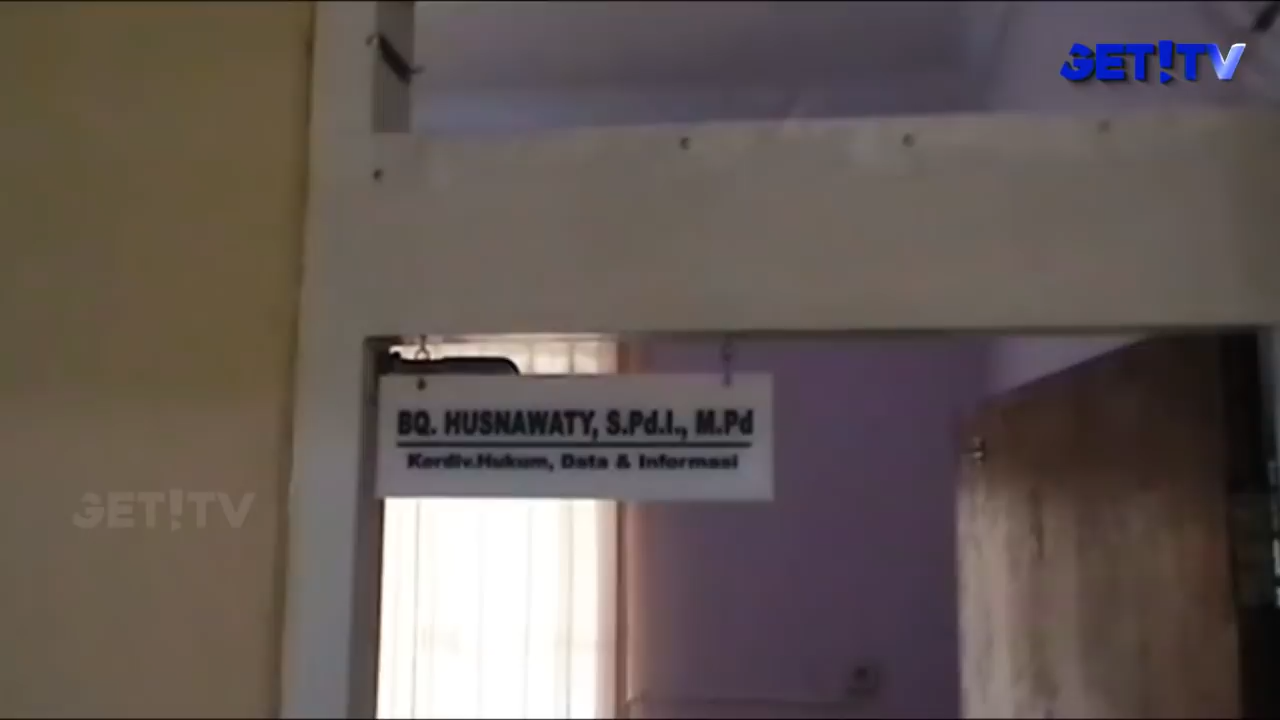 GET!TV
BQ. HUSNAWATY, S.Pd.I., M.Pd
Kordiv.Hukum, Data & Informasi
GET!TV